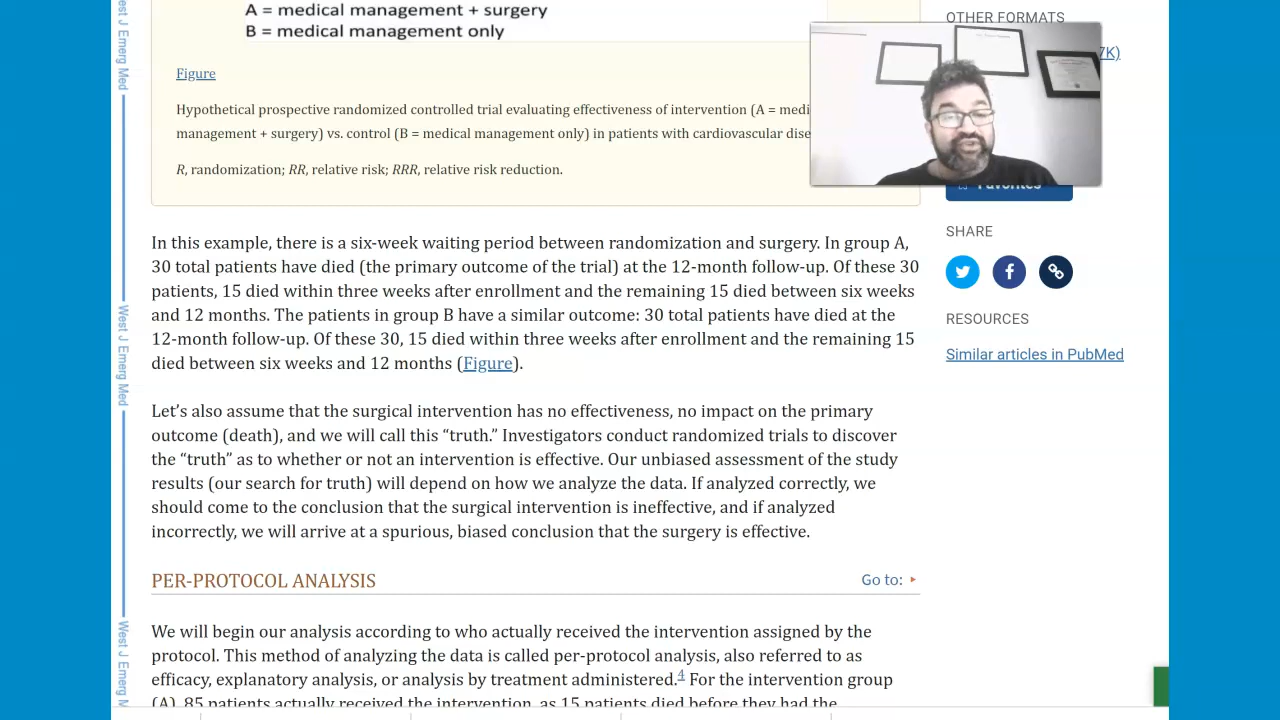 A = medical management + surgery
B = medical management only
Figure
Hypothetical prospective randomized controlled trial evaluating effectiveness of intervention (A =
management + surgery) vs. control (B = medical management only) in patients with cardiovascular
R, randomization; RR, relative risk; RRR, relative risk reduction.
In this example, there is a six-week waiting period between randomization and surgery. In group A,
30 total patients have died (the primary outcome of the trial) at the 12-month follow-up. Of these 30
patients, 15 died within three weeks after enrollment and the remaining 15 died between six weeks
and 12 months. The patients in group B have a similar outcome: 30 total patients have died at the
12-month follow-up. Of these 30, 15 died within three weeks after enrollment and the remaining 15
died between six weeks and 12 months (Figure).
Let’s also assume that the surgical intervention has no effectiveness, no impact on the primary
outcome (death), and we will call this “truth.” Investigators conduct randomized trials to discover
the “truth” as to whether or not an intervention is effective. Our unbiased assessment of the study
results (our search for truth) will depend on how we analyze the data. If analyzed correctly, we
should come to the conclusion that the surgical intervention is ineffective, and if analyzed
incorrectly, we will arrive at a spurious, biased conclusion that the surgery is effective.
PER-PROTOCOL ANALYSIS
Go to:
We will begin our analysis according to who actually received the intervention assigned by the
protocol. This method of analyzing the data is called per-protocol analysis, also referred to as
efficacy, explanatory analysis, or analysis by treatment administered.4 For the intervention group
(A), 85 patients actually received the intervention, as 15 patients died before they had the
OTHER FORMATS
7K)
Favorites
SHARE
RESOURCES
Similar articles in PubMed
West J Emerg Med
West J Emerg Med